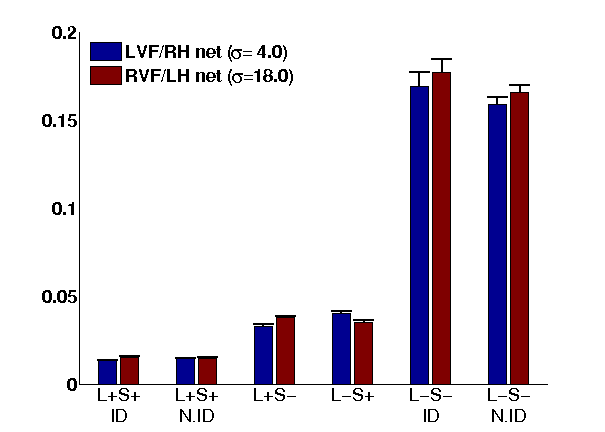 0.2
LVF/RH net (σ= 4.0)
RVF/LH net (σ=18.0)
0.15
0.1
0.05
0
L+S+ L+S+ L+S− L−S+ L−S− L−S−
ID N.ID ID N.ID